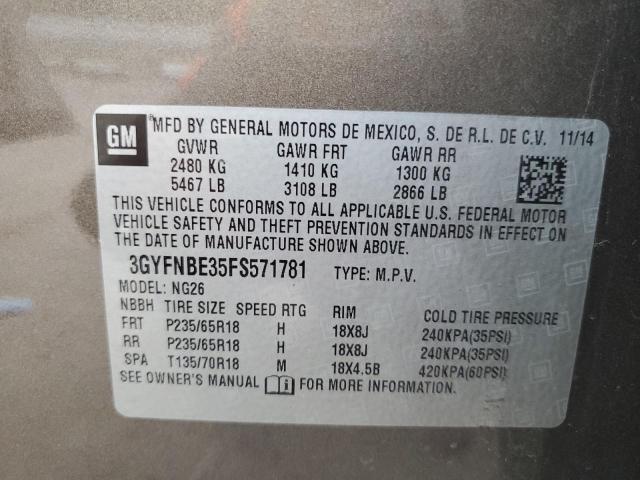 GM
® MFD BY GENERAL MOTORS DE MEXICO, S. DE R.L. DE C.V. 11/14
GVWR GAWR FRT GAWR RR
2480 KG 1410 KG 1300 KG
5467 LB 3108 LB 2866 LB
THIS VEHICLE CONFORMS TO ALL APPLICABLE U.S. FEDERAL MOTOR
VEHICLE SAFETY AND THEFT PREVENTION STANDARDS IN EFFECT ON
THE DATE OF MANUFACTURE SHOWN ABOVE.
3GYFNBE35FS571781 TYPE: M.P.V.
MODEL: NG26
NBBH TIRE SIZE SPEED RTG RIM COLD TIRE PRESSURE
FRT P235/65R18 H 18X8J 240KPA(35PSI)
RR P235/65R18 H 18X8J 240KPA(35PSI)
SPA T135/70R18 M 18X4.5B 420KPA(60PSI)
SEE OWNER'S MANUAL i FOR MORE INFORMATION.